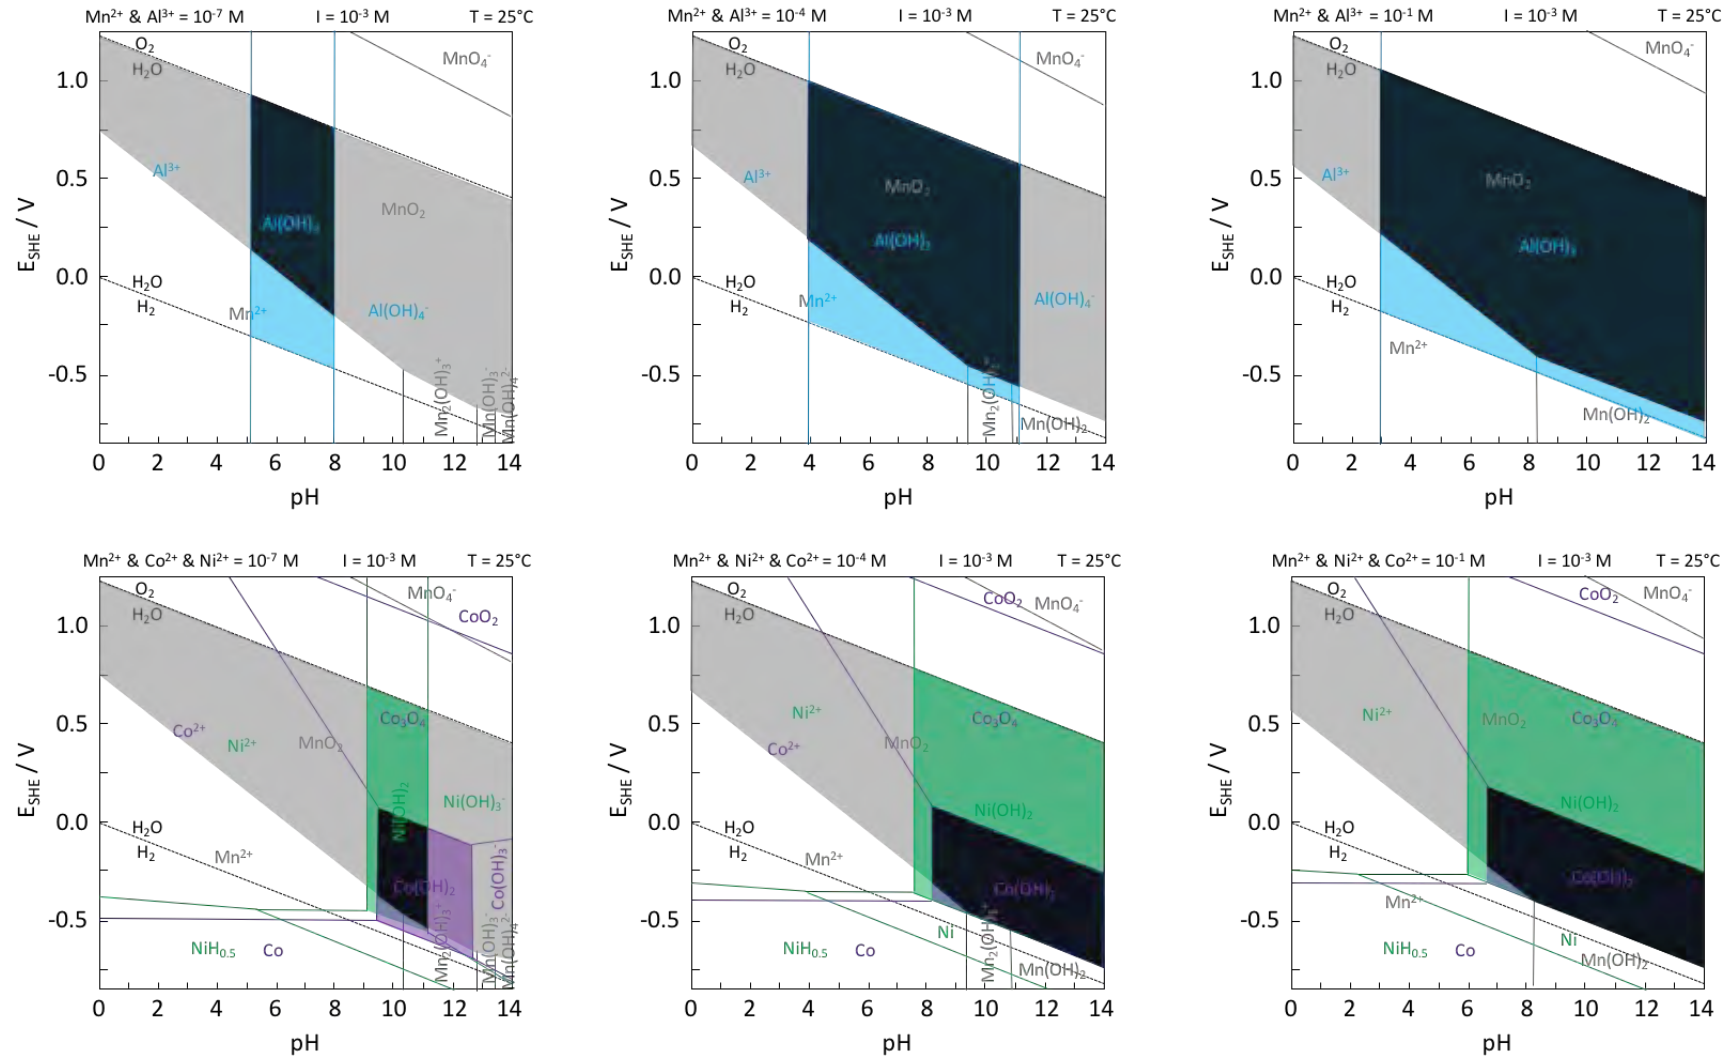 Mn²⁺ & Al³⁺ = 10⁻⁷ M I = 10⁻³ M T = 25°C
O₂
H₂O
MnO₄⁻
1.0
Al³⁺
0.5
MnO₂
Al(OH)₃
E_SHE / V
0.0
H₂O
H₂
Mn²⁺
Al(OH)₄⁻
-0.5
Mn₂(OH)₃⁺
Mn(OH)₃⁻
Mn(OH)₄²⁻
0 2 4 6 8 10 12 14
pH
Mn²⁺ & Al³⁺ = 10⁻⁴ M I = 10⁻³ M T = 25°C
O₂
H₂O
MnO₄⁻
1.0
Al³⁺
0.5
MnO₂
Al(OH)₃
E_SHE / V
0.0
H₂O
H₂
Mn²⁺
Al(OH)₄⁻
-0.5
Mn₂(OH)₃⁺
Mn(OH)₂
0 2 4 6 8 10 12 14
pH
Mn²⁺ & Al³⁺ = 10⁻¹ M I = 10⁻³ M T = 25°C
O₂
H₂O
MnO₄⁻
1.0
Al³⁺
0.5
MnO₂
Al(OH)₃
E_SHE / V
0.0
H₂O
H₂
Mn²⁺
-0.5
Mn(OH)₂
0 2 4 6 8 10 12 14
pH
Mn²⁺ & Co²⁺ & Ni²⁺ = 10⁻⁷ M I = 10⁻³ M T = 25°C
O₂
H₂O
MnO₄⁻
CoO₂
1.0
Co²⁺
Ni²⁺
MnO₂
Co₃O₄
0.5
Ni(OH)₂
Ni(OH)₃⁻
E_SHE / V
0.0
H₂O
H₂
Mn²⁺
Co(OH)₂
Co(OH)₃⁻
-0.5
NiH₀.₅
Co
Mn₂(OH)₃⁺
Mn(OH)₃⁻
Mn(OH)₄²⁻
0 2 4 6 8 10 12 14
pH
Mn²⁺ & Ni²⁺ & Co²⁺ = 10⁻⁴ M I = 10⁻³ M T = 25°C
O₂
H₂O
CoO₂
MnO₄⁻
1.0
Ni²⁺
Co²⁺
MnO₂
Co₃O₄
0.5
Ni(OH)₂
E_SHE / V
0.0
H₂O
H₂
Mn²⁺
Co(OH)₂
-0.5
NiH₀.₅
Co
Ni
Mn₂(OH)₃⁺
Mn(OH)₂
0 2 4 6 8 10 12 14
pH
Mn²⁺ & Ni²⁺ & Co²⁺ = 10⁻¹ M I = 10⁻³ M T = 25°C
O₂
H₂O
CoO₂
MnO₄⁻
1.0
Ni²⁺
MnO₂
Co₃O₄
0.5
Ni(OH)₂
E_SHE / V
0.0
H₂O
H₂
Mn²⁺
Co(OH)₂
-0.5
NiH₀.₅
Co
Ni
Mn(OH)₂
0 2 4 6 8 10 12 14
pH